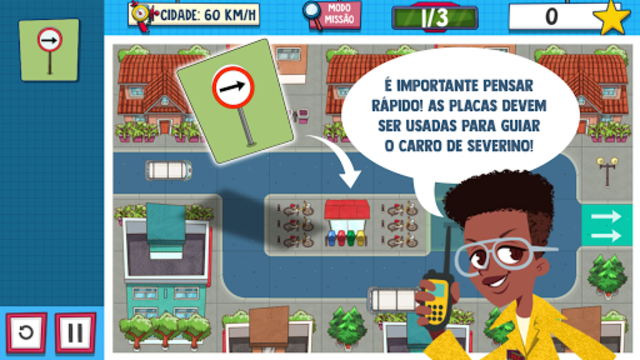 CIDADE: 60 KM/H
MODO
MISSÃO
1/3
0
É IMPORTANTE PENSAR
RÁPIDO! AS PLACAS DEVEM
SER USADAS PARA GUIAR
O CARRO DE SEVERINO!